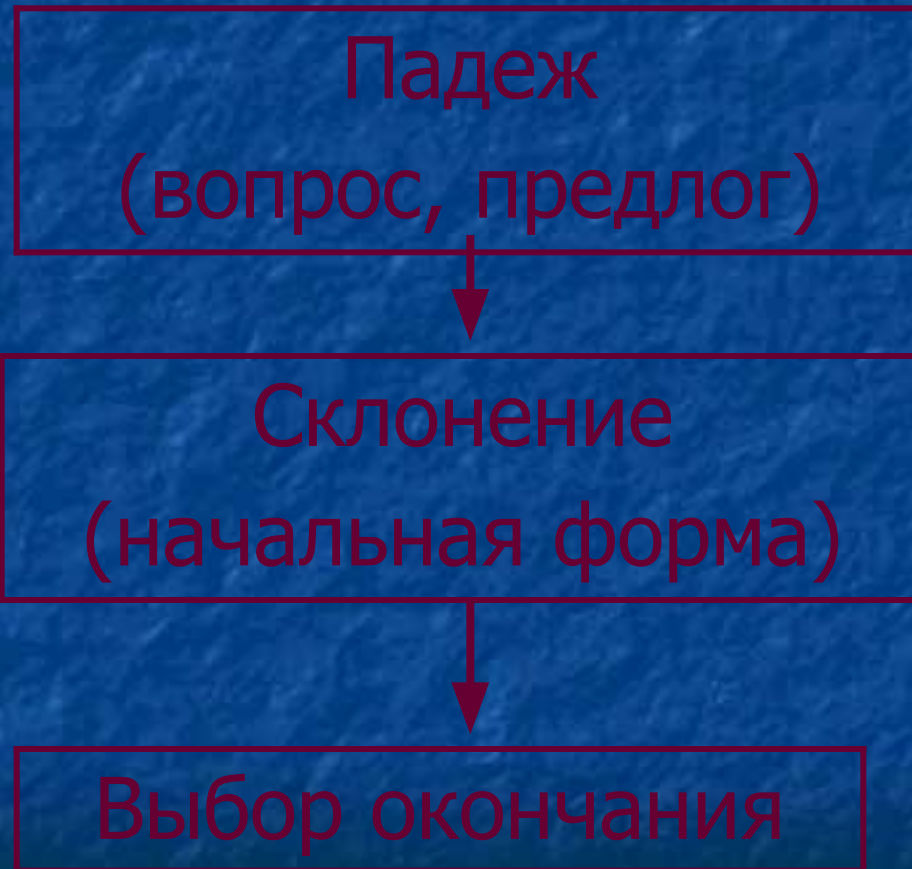 Падеж
(вопрос, предлог)
Склонение
(начальная форма)
Выбор окончания